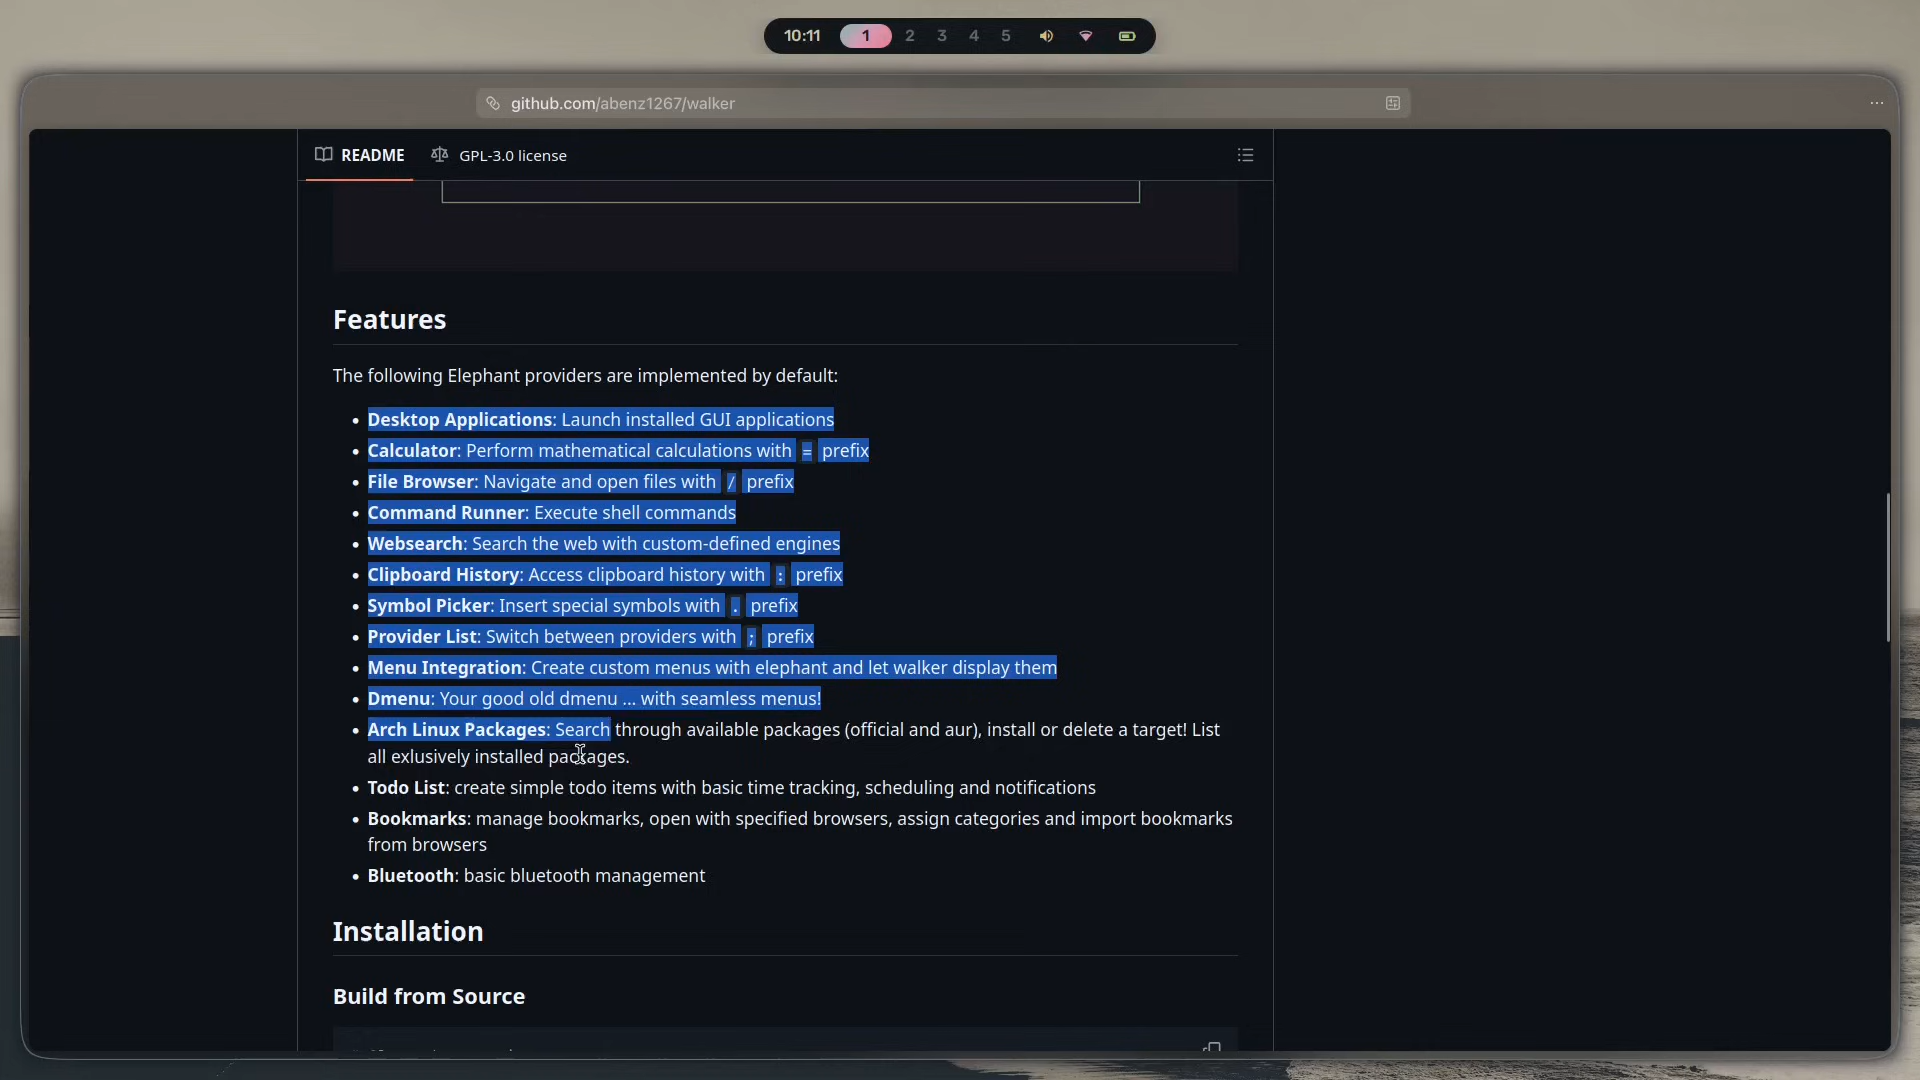 10:11 1 2 3 4 5
github.com/abenz1267/walker
README GPL-3.0 license
Features
The following Elephant providers are implemented by default:
• Desktop Applications: Launch installed GUI applications
• Calculator: Perform mathematical calculations with = prefix
• File Browser: Navigate and open files with / prefix
• Command Runner: Execute shell commands
• Websearch: Search the web with custom-defined engines
• Clipboard History: Access clipboard history with : prefix
• Symbol Picker: Insert special symbols with . prefix
• Provider List: Switch between providers with ; prefix
• Menu Integration: Create custom menus with elephant and let walker display them
• Dmenu: Your good old dmenu ... with seamless menus!
• Arch Linux Packages: Search through available packages (official and aur), install or delete a target! List
all exlusively installed packages.
• Todo List: create simple todo items with basic time tracking, scheduling and notifications
• Bookmarks: manage bookmarks, open with specified browsers, assign categories and import bookmarks
from browsers
• Bluetooth: basic bluetooth management
Installation
Build from Source